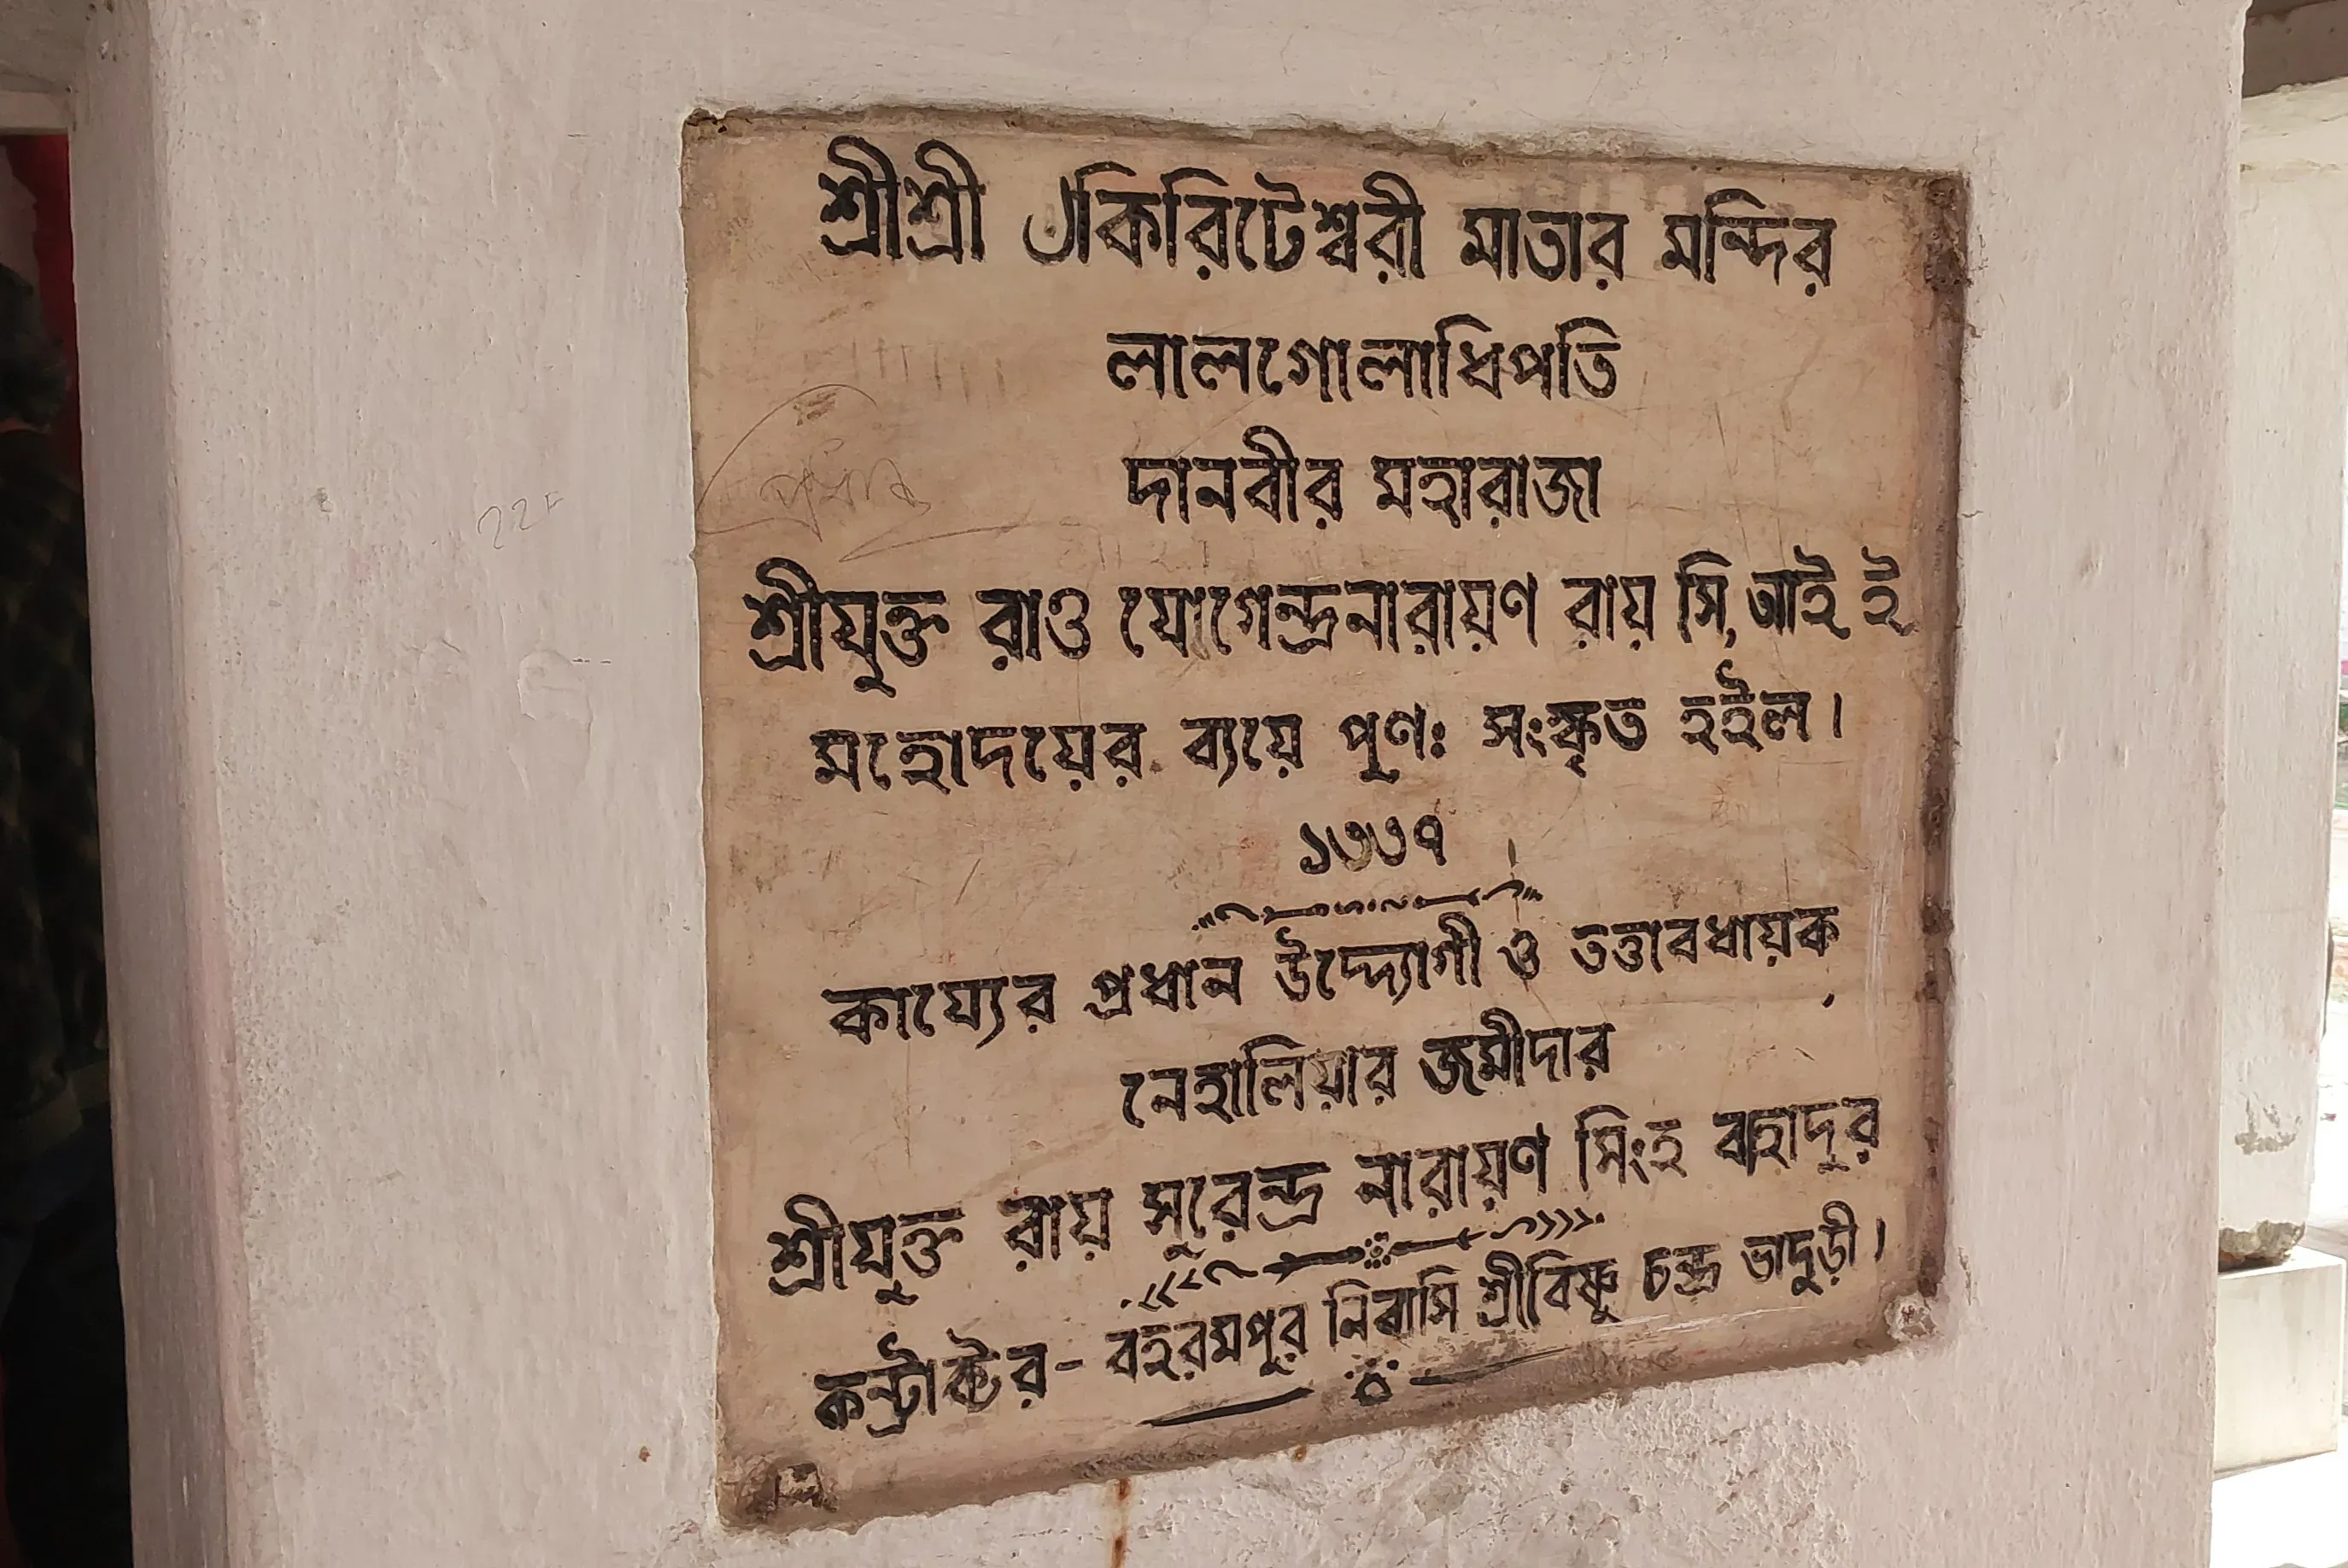 শ্রীশ্রী ঁকিরিটেশ্বরী মাতার মন্দির
লালগোলাধিপতি
দানবীর মহারাজা
শ্রীযুক্ত রাও যোগেন্দ্রনারায়ণ রায় সি, আই ই
মহোদয়ের ব্যয়ে পুণঃ সংস্কৃত হইল।
১৩৩৭
কায্যের প্রধান উদ্দ্যোগী ও তত্তাবধায়ক
নেহালিয়ার জমীদার
শ্রীযুক্ত রায় সুরেন্দ্র নারায়ণ সিংহ বহাদুর
কন্ট্রাক্টর- বহরমপুর নিবাসি শ্রীবিষ্ণু চন্দ্র ভাদুড়ী।